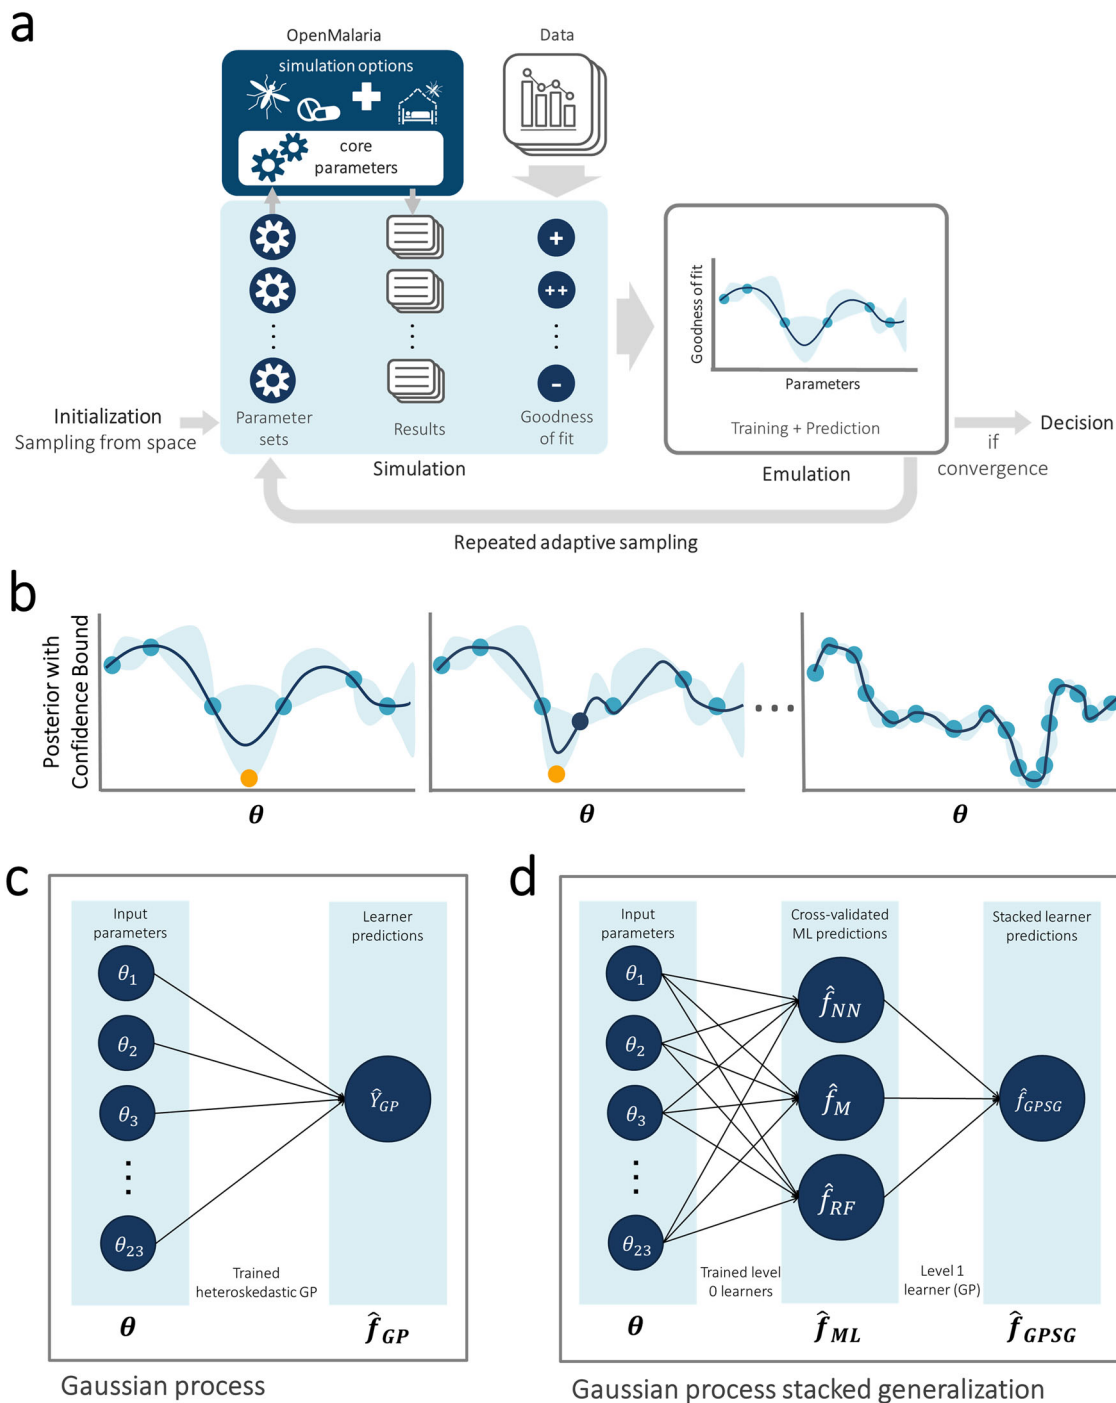 a
OpenMalaria
Data
simulation options
core
parameters
+
++
-
Goodness of fit
Parameters
Training + Prediction
Initialization
Sampling from space
Parameter
sets
Results
Goodness
of fit
Simulation
Emulation
Decision
if
convergence
Repeated adaptive sampling
b
Posterior with
Confidence Bound
θ
θ
θ
c
Input
parameters
Learner
predictions
θ₁
θ₂
θ₃
θ₂₃
Ŷ_GP
Trained
heteroskedastic GP
θ
f̂_GP
Gaussian process
d
Input
parameters
Cross-validated
ML predictions
Stacked learner
predictions
θ₁
θ₂
θ₃
θ₂₃
f̂_NN
f̂_M
f̂_RF
f̂_GPSG
Trained level
0 learners
Level 1
learner (GP)
θ
f̂_ML
f̂_GPSG
Gaussian process stacked generalization